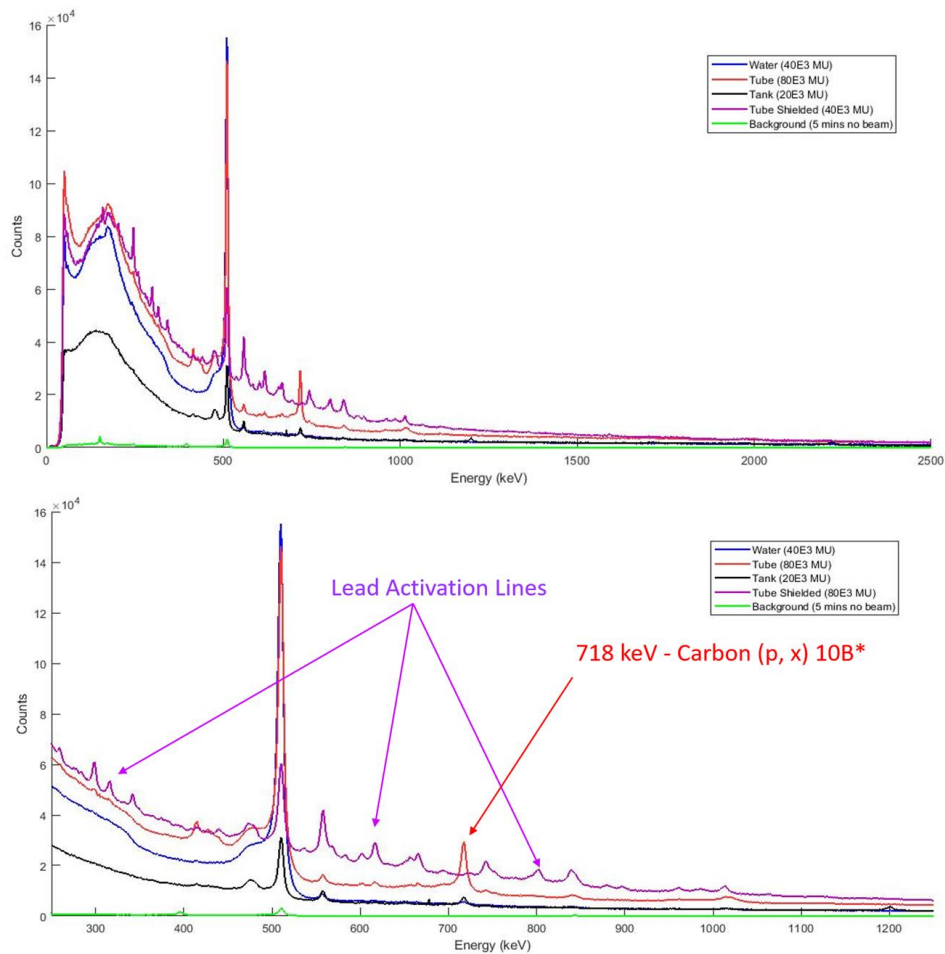 ×10⁴
16
14
12
10
8
6
4
2
0
Counts
Water (40E3 MU)
Tube (80E3 MU)
Tank (20E3 MU)
Tube Shielded (40E3 MU)
Background (5 mins no beam)
0 500 1000 1500 2000 2500
Energy (keV)
×10⁴
16
14
12
10
8
6
4
2
0
Counts
Water (40E3 MU)
Tube (80E3 MU)
Tank (20E3 MU)
Tube Shielded (80E3 MU)
Background (5 mins no beam)
Lead Activation Lines
718 keV - Carbon (p, x) 10B*
300 400 500 600 700 800 900 1000 1100 1200
Energy (keV)